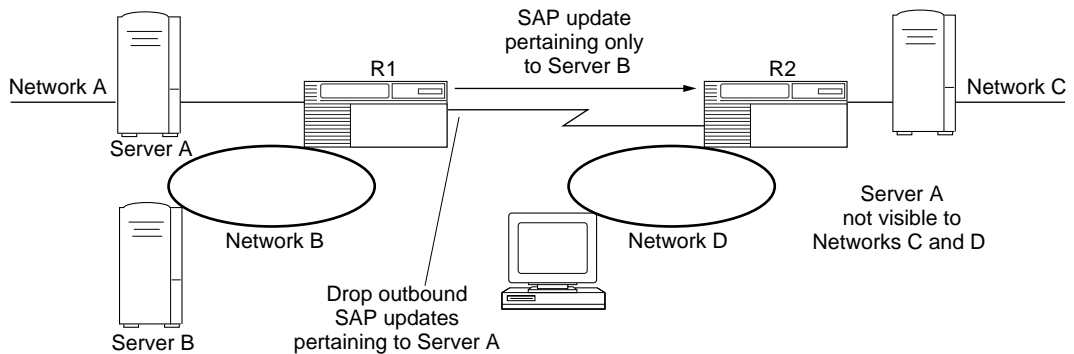 SAP update
pertaining only
to Server B
R1
R2
Network A
Network C
Server A
Server A
not visible to
Networks C and D
Network B
Network D
Drop outbound
SAP updates
pertaining to Server A
Server B